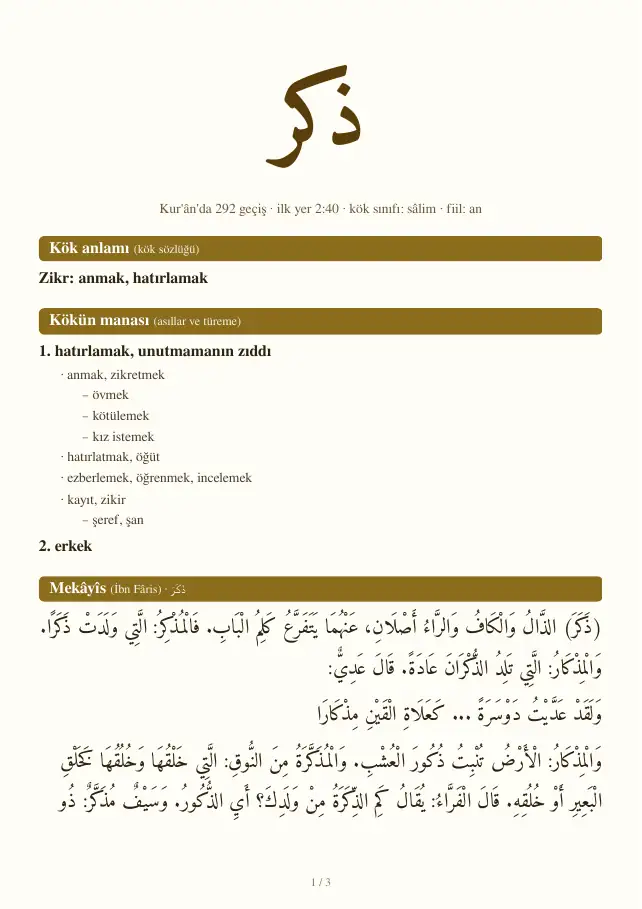 ذكر
Kur'ân'da 292 geçiş · ilk yer 2:40 · kök sınıfı: sâlim · fiil: an
Kök anlamı (kök sözlüğü)
Zikr: anmak, hatırlamak
Kökün manası (asıllar ve türeme)
1. hatırlamak, unutmamanın zıddı
· anmak, zikretmek
– övmek
– kötülemek
– kız istemek
· hatırlatmak, öğüt
· ezberlemek, öğrenmek, incelemek
· kayıt, zikir
– şeref, şan
2. erkek
Mekâyîs (İbn Fâris) · ذكر
(ذَكَرَ) الذَّالُ وَالْكَافُ وَالرَّاءُ أَصْلَانِ، عَنْهُمَا يَتَفَرَّعُ كَلِمُ الْبَابِ. فَالْمُذْكِرُ: الَّتِي وَلَدَتْ ذَكَرًا.
وَالْمِذْكَارُ: الَّتِي تَلِدُ الذُّكْرَانَ عَادَةً. قَالَ عَدِيٌّ:
وَلَقَدْ عَدَّيْتُ دَوْسَرَةً ... كَعَلَاةِ الْقَيْنِ مِذْكَارَا
وَالْمِذْكَارُ: الْأَرْضُ تُنْبِتُ ذُكُورَ الْعُشْبِ. وَالْمُذَكَّرَةُ مِنَ النُّوقِ: الَّتِي خَلْقُهَا وَخُلُقُهَا كَخَلْقِ
الْبَعِيرِ أَوْ خُلُقِهِ. قَالَ الْفَرَّاءُ: يُقَالُ كَمِ الذِّكَرَةُ مِنْ وَلَدِكَ؟ أَيِ الذُّكُورُ. وَسَيْفٌ مُذَكَّرٌ: ذُو
1 / 3